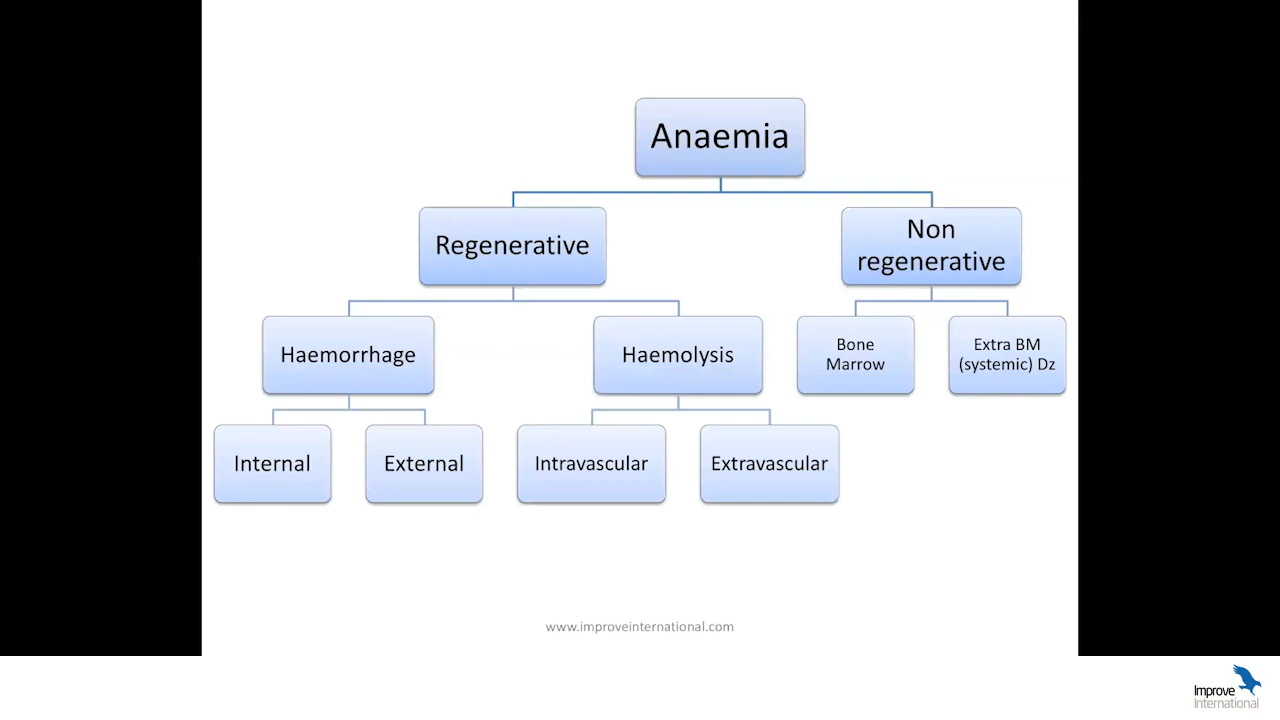 Anaemia
Regenerative
Non
regenerative
Haemorrhage
Haemolysis
Bone
Marrow
Extra BM
(systemic) Dz
Internal
External
Intravascular
Extravascular
www.improveinternational.com
Improve
International